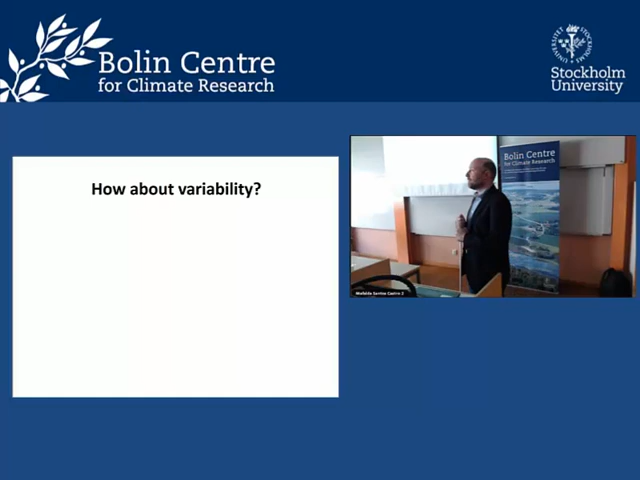 Bolin Centre
for Climate Research
Stockholm
University
How about variability?
Bolin Centre
for Climate Research